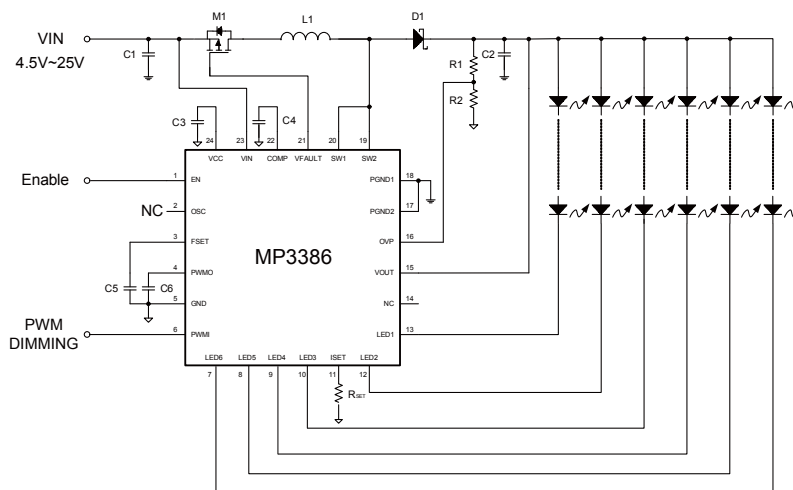 M1
L1
D1
VIN
4.5V~25V
C1
R1
C2
R2
C3
C4
24
23
22
21
20
19
VCC
VIN
COMP
VFAULT
SW1
SW2
Enable
1
EN
PGND1
18
NC
2
OSC
PGND2
17
3
FSET
OVP
16
MP3386
4
PWMO
VOUT
15
C5
C6
5
GND
NC
14
PWM
DIMMING
6
PWMI
LED1
13
LED6
LED5
LED4
LED3
ISET
LED2
7
8
9
10
11
12
RSET